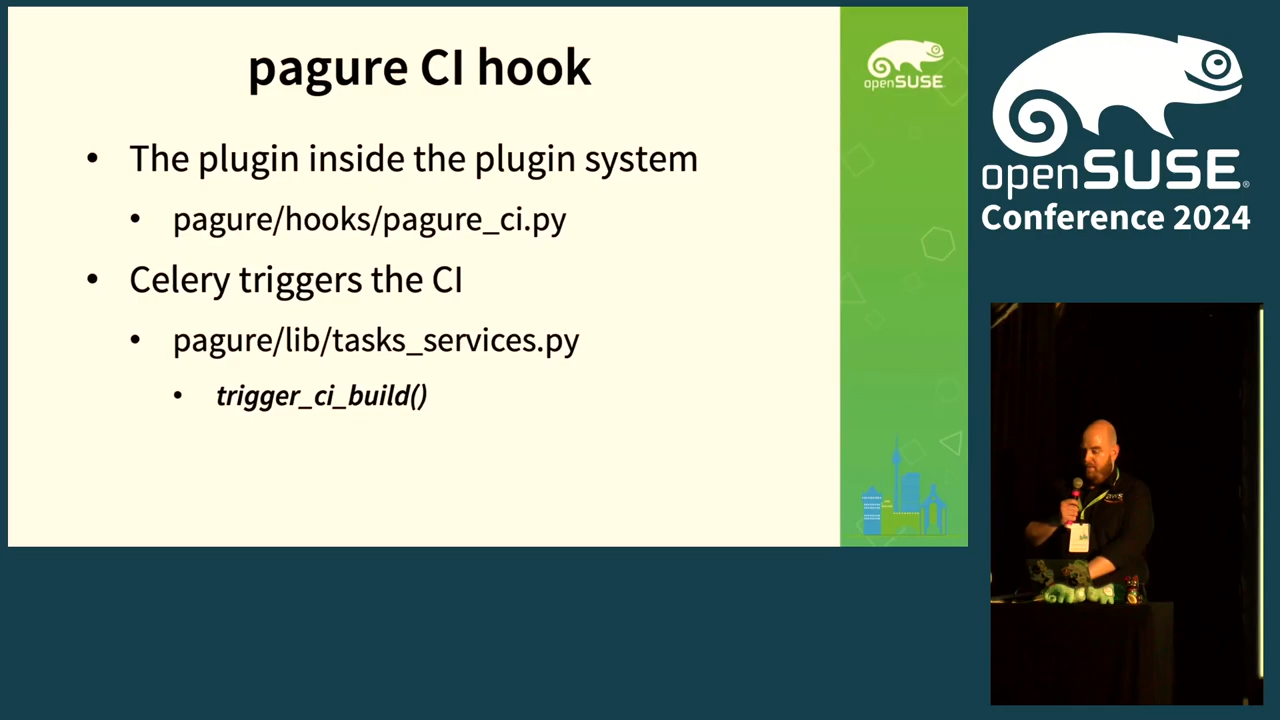 pagure CI hook
• The plugin inside the plugin system
• pagure/hooks/pagure_ci.py
• Celery triggers the CI
• pagure/lib/tasks_services.py
• trigger_ci_build()
openSUSE
openSUSE®
Conference 2024